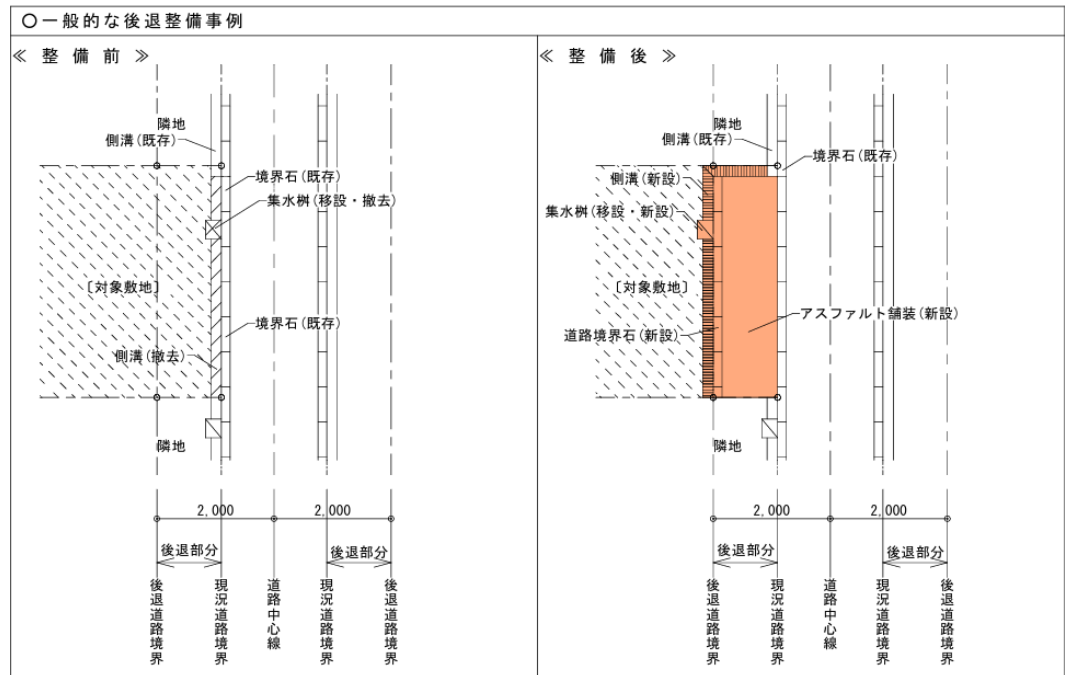 〇一般的な後退整備事例
≪ 整 備 前 ≫
隣地
側溝(既存)
境界石(既存)
集水桝(移設・撤去)
〔対象敷地〕
境界石(既存)
側溝(撤去)
隣地
2,000
2,000
後退部分
後退部分
後退道路境界
現況道路境界
道路中心線
現況道路境界
後退道路境界
≪ 整 備 後 ≫
隣地
側溝(既存)
境界石(既存)
側溝(新設)
集水桝(移設・新設)
〔対象敷地〕
アスファルト舗装(新設)
道路境界石(新設)
隣地
2,000
2,000
後退部分
後退部分
後退道路境界
現況道路境界
道路中心線
現況道路境界
後退道路境界